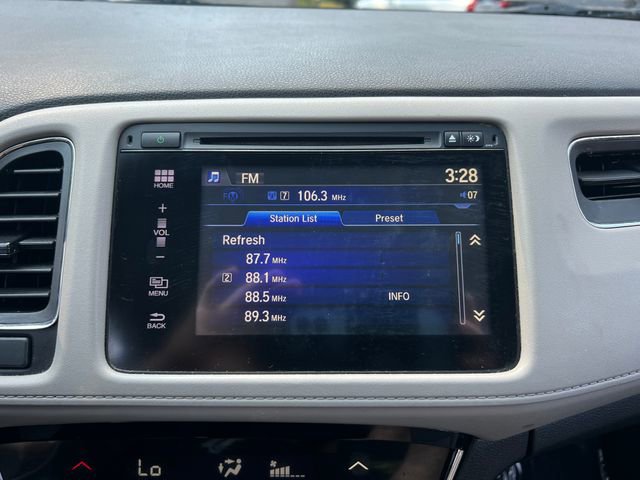 FM 3:28
HOME
7 106.3 MHz 07
VOL
Station List Preset
Refresh
87.7 MHz
2 88.1 MHz
88.5 MHz INFO
89.3 MHz
MENU
BACK
Lo